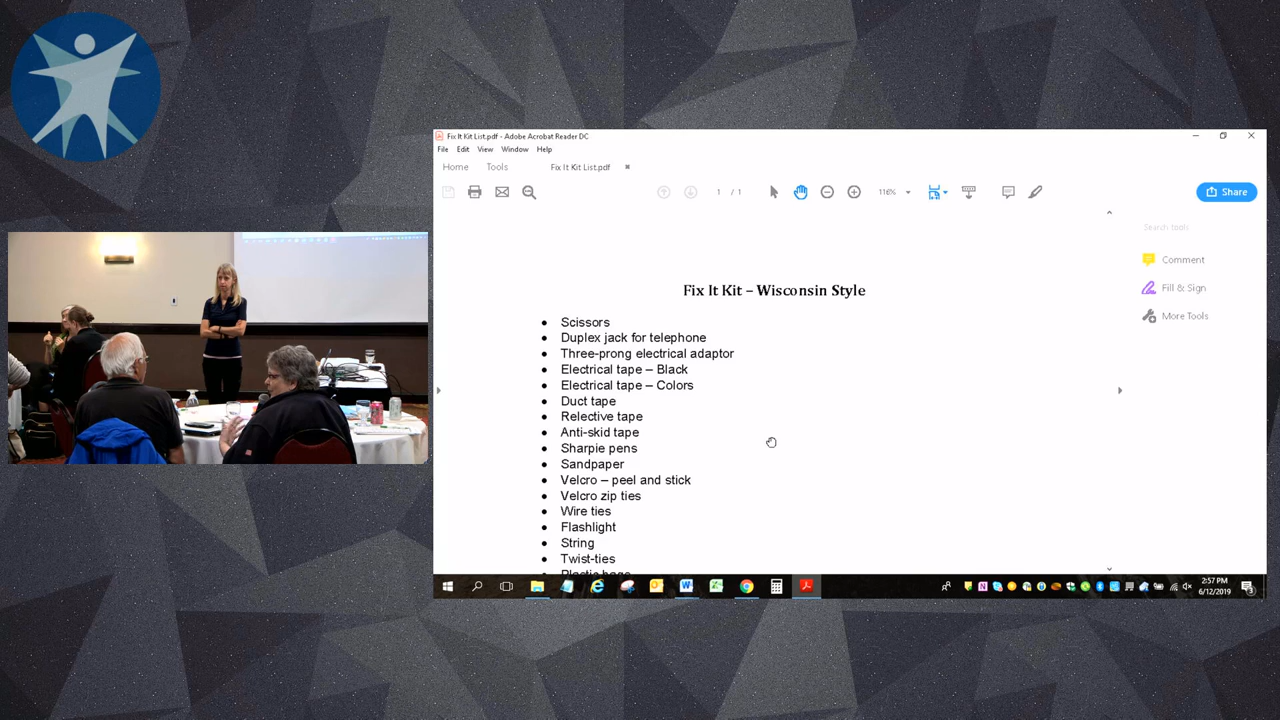 Fix It Kit List.pdf - Adobe Acrobat Reader DC
File Edit View Window Help
Home Tools Fix It Kit List.pdf
1 / 1 116% Share
Search tools
Comment
Fill & Sign
More Tools
Fix It Kit – Wisconsin Style
• Scissors
• Duplex jack for telephone
• Three-prong electrical adaptor
• Electrical tape – Black
• Electrical tape – Colors
• Duct tape
• Relective tape
• Anti-skid tape
• Sharpie pens
• Sandpaper
• Velcro – peel and stick
• Velcro zip ties
• Wire ties
• Flashlight
• String
• Twist-ties
• Plastic bags
2:57 PM
6/12/2019